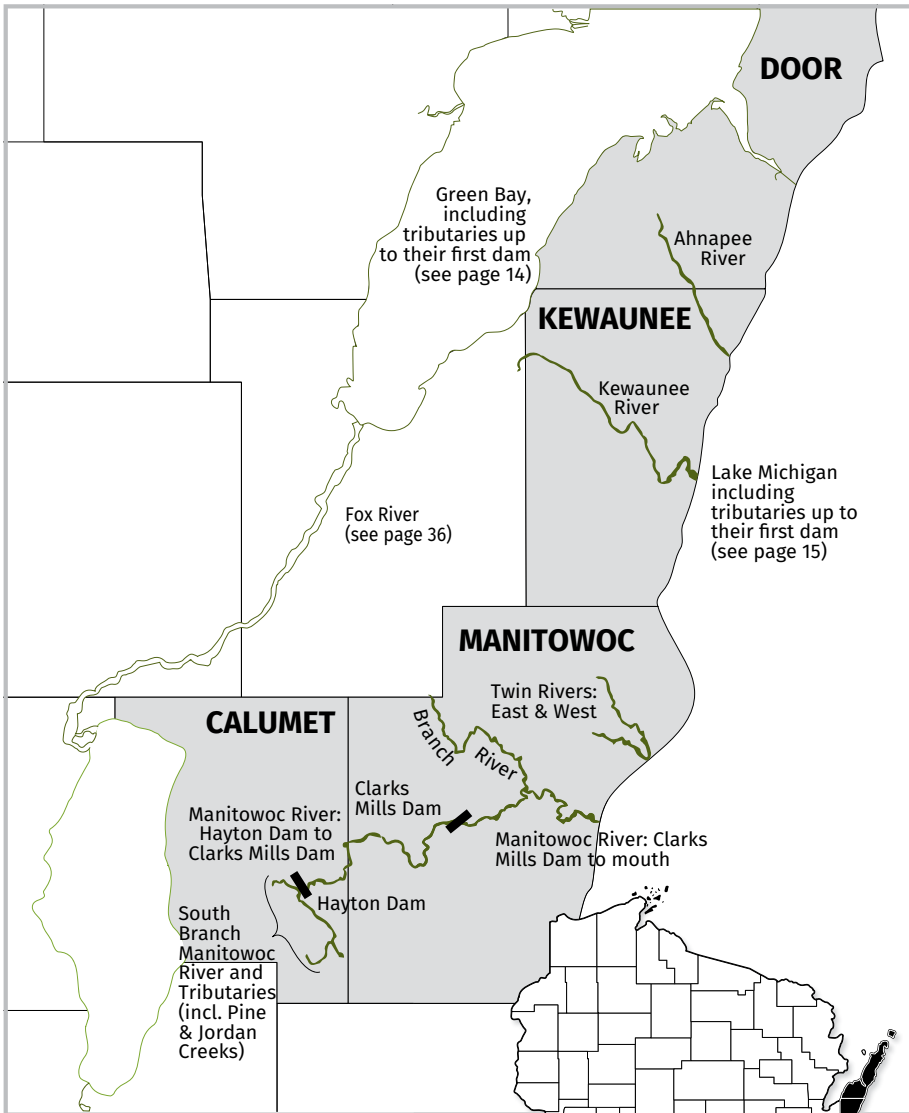 DOOR
Green Bay,
including
tributaries up
to their first dam
(see page 14)
Ahnapee
River
KEWAUNEE
Kewaunee
River
Lake Michigan
including
tributaries up to
their first dam
(see page 15)
Fox River
(see page 36)
MANITOWOC
Twin Rivers:
East & West
CALUMET
Branch
River
Clarks
Mills Dam
Manitowoc River:
Hayton Dam to
Clarks Mills Dam
Manitowoc River: Clarks
Mills Dam to mouth
Hayton Dam
South
Branch
Manitowoc
River and
Tributaries
(incl. Pine
& Jordan
Creeks)